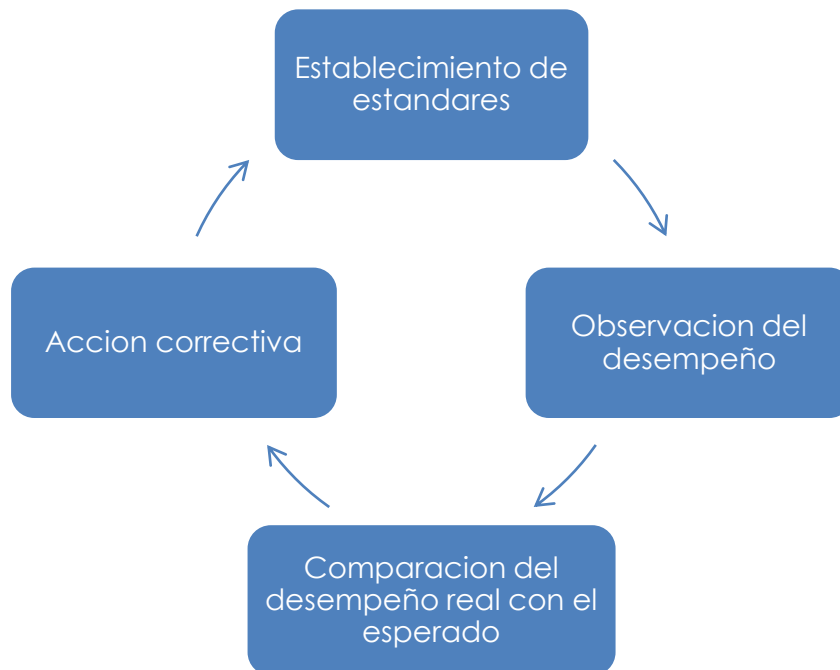 Establecimiento de
estandares
Observacion del
desempeño
Comparacion del
desempeño real con el
esperado
Accion correctiva